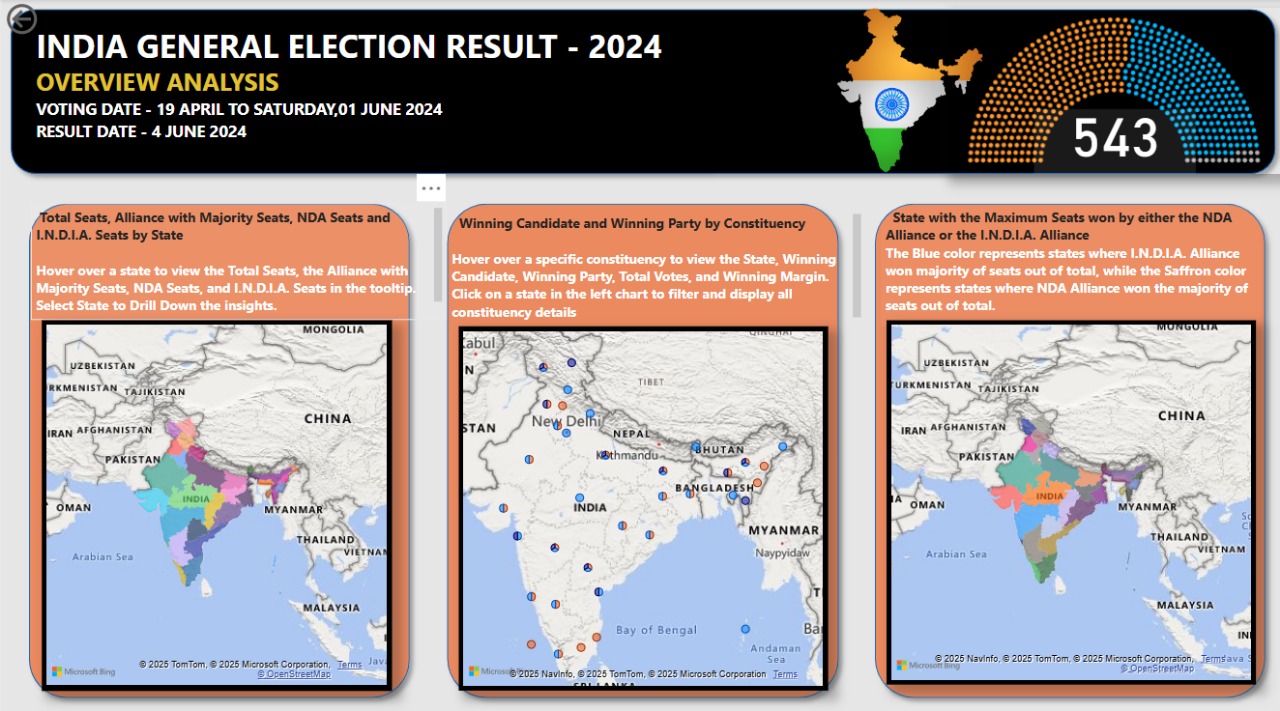 INDIA GENERAL ELECTION RESULT - 2024
OVERVIEW ANALYSIS
VOTING DATE - 19 APRIL TO SATURDAY,01 JUNE 2024
RESULT DATE - 4 JUNE 2024
543
...
Total Seats, Alliance with Majority Seats, NDA Seats and
I.N.D.I.A. Seats by State
Hover over a state to view the Total Seats, the Alliance with
Majority Seats, NDA Seats, and I.N.D.I.A. Seats in the tooltip.
Select State to Drill Down the insights.
MONGOLIA
UZBEKISTAN
RKMENISTAN
TAJIKISTAN
CHINA
IRAN
AFGHANISTAN
PAKISTAN
INDIA
OMAN
MYANMAR
THAILAND
VIETNAM
Arabian Sea
MALAYSIA
Java
Microsoft Bing
© 2025 TomTom, © 2025 Microsoft Corporation, Terms
© OpenStreetMap
Winning Candidate and Winning Party by Constituency
Hover over a specific constituency to view the State, Winning
Candidate, Winning Party, Total Votes, and Winning Margin.
Click on a state in the left chart to filter and display all
constituency details
QINGHAI
Kabul
N
TIBET
STAN
New Delhi
NEPAL
Kathmandu
BHUTAN
BANGLADESH
INDIA
MYANMAR
Naypyidaw
T
Bay of Bengal
Ba
Andaman
Sea
Microsoft Bing
© 2025 NavInfo, © 2025 TomTom, © 2025 Microsoft Corporation Terms
SRI LANKA
State with the Maximum Seats won by either the NDA
Alliance or the I.N.D.I.A. Alliance
The Blue color represents states where I.N.D.I.A. Alliance
won majority of seats out of total, while the Saffron color
represents states where NDA Alliance won the majority of
seats out of total.
MONGOLIA
UZBEKISTAN
TURKMENISTAN
TAJIKISTAN
CHINA
IRAN
AFGHANISTAN
PAKISTAN
INDIA
IA
OMAN
MYANMAR
THAILAND
VIETNAM
So
C
S
Arabian Sea
MALAYSIA
IN
Java S
Microsoft Bing
© 2025 NavInfo, © 2025 TomTom, © 2025 Microsoft Corporation, Terms
© OpenStreetMap